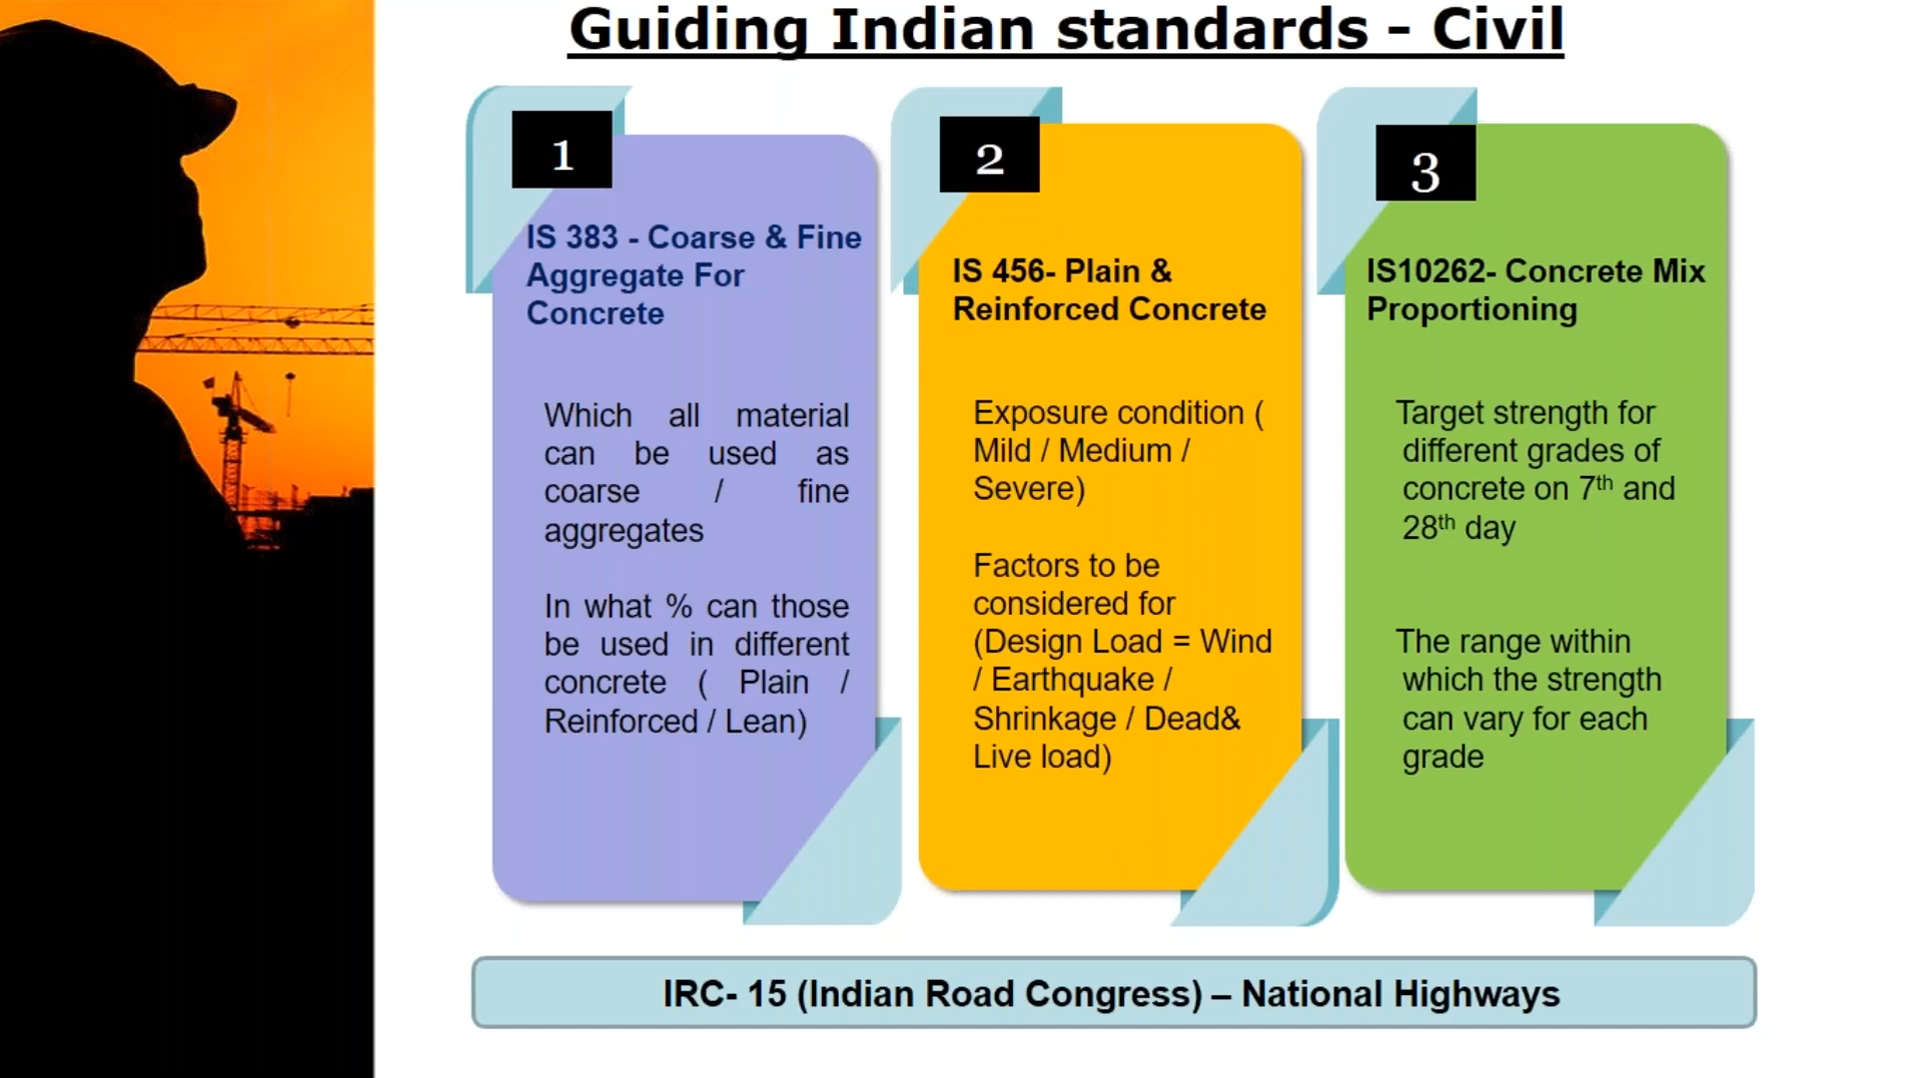 Guiding Indian standards - Civil
1
IS 383 - Coarse & Fine
Aggregate For
Concrete
Which all material
can be used as
coarse / fine
aggregates
In what % can those
be used in different
concrete ( Plain /
Reinforced / Lean)
2
IS 456- Plain &
Reinforced Concrete
Exposure condition (
Mild / Medium /
Severe)
Factors to be
considered for
(Design Load = Wind
/ Earthquake /
Shrinkage / Dead&
Live load)
3
IS10262- Concrete Mix
Proportioning
Target strength for
different grades of
concrete on 7th and
28th day
The range within
which the strength
can vary for each
grade
IRC- 15 (Indian Road Congress) – National Highways